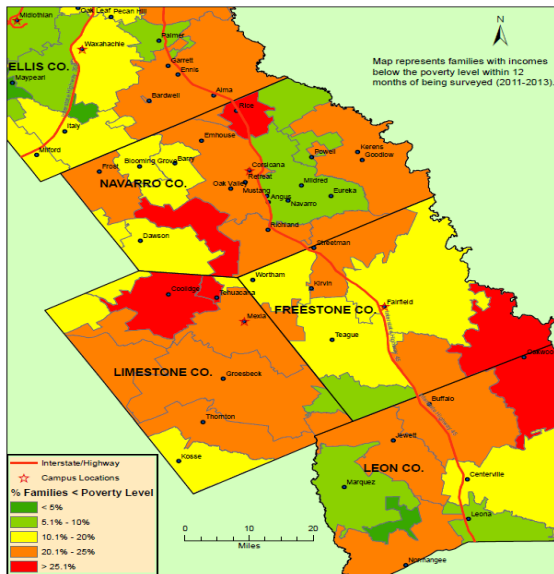 Midlothian
Oak Leaf
Pecan Hill
Palmer
Waxahachie
Garrett
Ennis
ELLIS CO.
Maypearl
Bardwell
Alma
Rice
Italy
Milford
Emhouse
Corsicana
Powell
Kerens
Goodlow
Blooming Grove
Barry
Frost
Retreat
Oak Valley
Mildred
NAVARRO CO.
Mustang
Angus
Navarro
Eureka
Richland
Dawson
Streetman
Wortham
Kirvin
Coolidge
Tehuacana
FREESTONE CO.
Fairfield
Mexia
Teague
Oakwood
LIMESTONE CO.
Groesbeck
Buffalo
Thornton
Jewett
Kosse
LEON CO.
Marquez
Centerville
Leona
Normangee
N
Map represents families with incomes
below the poverty level within 12
months of being surveyed (2011-2013).
Interstate/Highway
Campus Locations
% Families < Poverty Level
< 5%
5.1% - 10%
10.1% - 20%
20.1% - 25%
> 25.1%
0 5 10 20
Miles